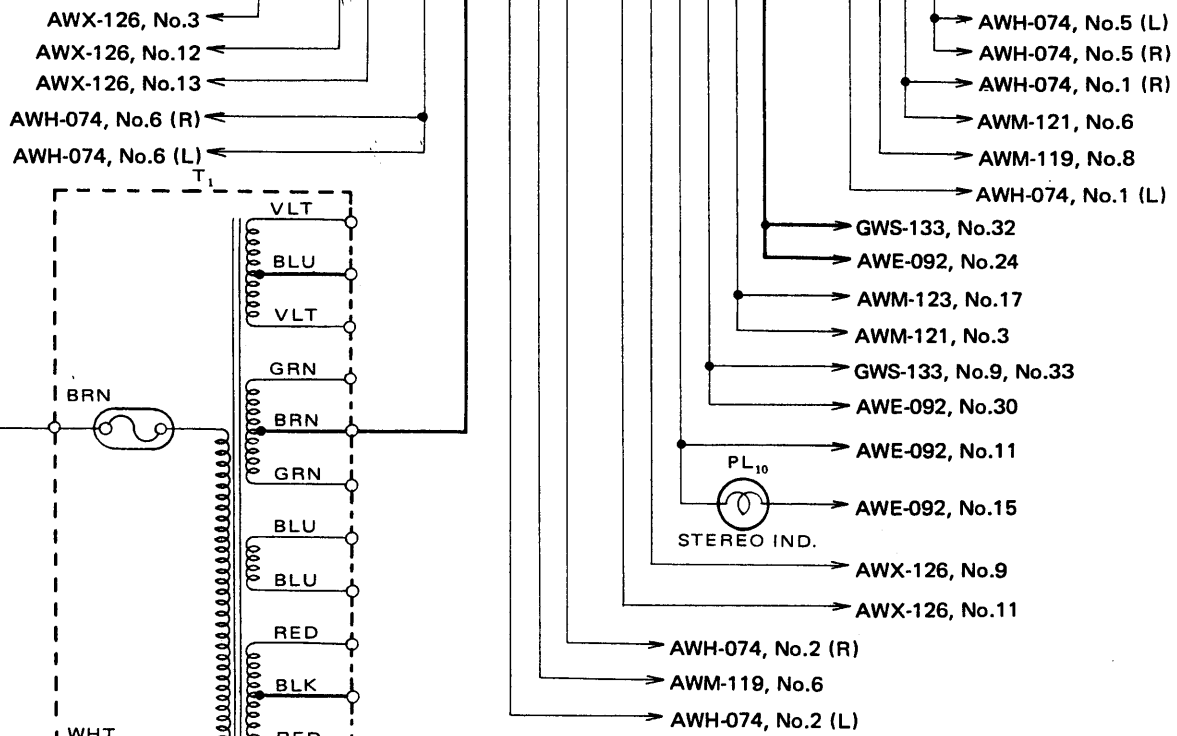 AWX-126, No.3
AWX-126, No.12
AWX-126, No.13
AWH-074, No.6 (R)
AWH-074, No.6 (L)
T1
VLT
BLU
VLT
GRN
BRN
BRN
GRN
BLU
BLU
RED
BLK
RED
WHT
AWH-074, No.5 (L)
AWH-074, No.5 (R)
AWH-074, No.1 (R)
AWM-121, No.6
AWM-119, No.8
AWH-074, No.1 (L)
GWS-133, No.32
AWE-092, No.24
AWM-123, No.17
AWM-121, No.3
GWS-133, No.9, No.33
AWE-092, No.30
AWE-092, No.11
PL10
AWE-092, No.15
STEREO IND.
AWX-126, No.9
AWX-126, No.11
AWH-074, No.2 (R)
AWM-119, No.6
AWH-074, No.2 (L)